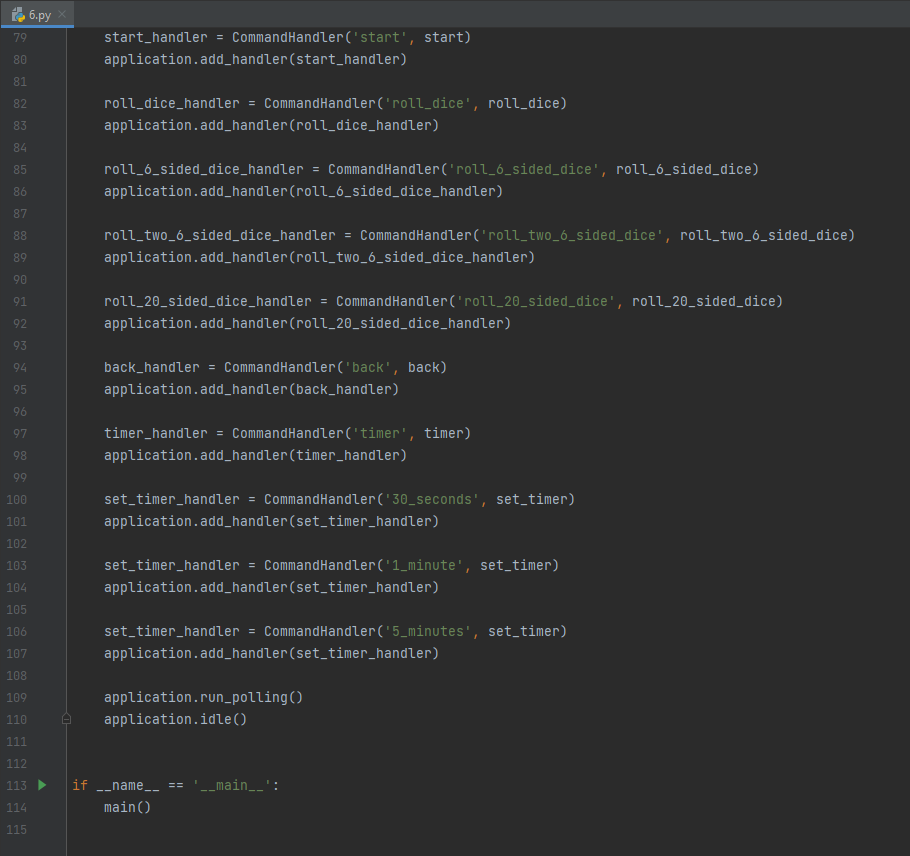 6.py
79 start_handler = CommandHandler('start', start)
80 application.add_handler(start_handler)
81
82 roll_dice_handler = CommandHandler('roll_dice', roll_dice)
83 application.add_handler(roll_dice_handler)
84
85 roll_6_sided_dice_handler = CommandHandler('roll_6_sided_dice', roll_6_sided_dice)
86 application.add_handler(roll_6_sided_dice_handler)
87
88 roll_two_6_sided_dice_handler = CommandHandler('roll_two_6_sided_dice', roll_two_6_sided_dice)
89 application.add_handler(roll_two_6_sided_dice_handler)
90
91 roll_20_sided_dice_handler = CommandHandler('roll_20_sided_dice', roll_20_sided_dice)
92 application.add_handler(roll_20_sided_dice_handler)
93
94 back_handler = CommandHandler('back', back)
95 application.add_handler(back_handler)
96
97 timer_handler = CommandHandler('timer', timer)
98 application.add_handler(timer_handler)
99
100 set_timer_handler = CommandHandler('30_seconds', set_timer)
101 application.add_handler(set_timer_handler)
102
103 set_timer_handler = CommandHandler('1_minute', set_timer)
104 application.add_handler(set_timer_handler)
105
106 set_timer_handler = CommandHandler('5_minutes', set_timer)
107 application.add_handler(set_timer_handler)
108
109 application.run_polling()
110 application.idle()
111
112
113 if __name__ == '__main__':
114 main()
115